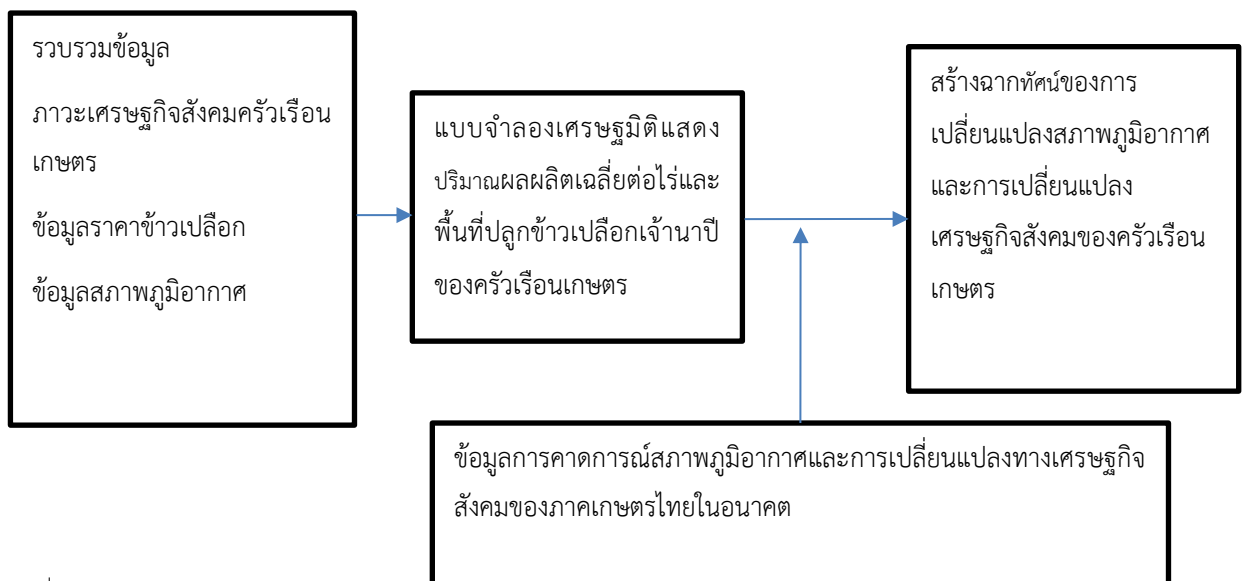 รวบรวมข้อมูล
ภาวะเศรษฐกิจสังคมครัวเรือน
เกษตร
ข้อมูลราคาข้าวเปลือก
ข้อมูลสภาพภูมิอากาศ
แบบจำลองเศรษฐมิติแสดง
ปริมาณผลผลิตเฉลี่ยต่อไร่และ
พื้นที่ปลูกข้าวเปลือกเจ้านาปี
ของครัวเรือนเกษตร
สร้างฉากทัศน์ของการ
เปลี่ยนแปลงสภาพภูมิอากาศ
และการเปลี่ยนแปลง
เศรษฐกิจสังคมของครัวเรือน
เกษตร
ข้อมูลการคาดการณ์สภาพภูมิอากาศและการเปลี่ยนแปลงทางเศรษฐกิจ
สังคมของภาคเกษตรไทยในอนาคต